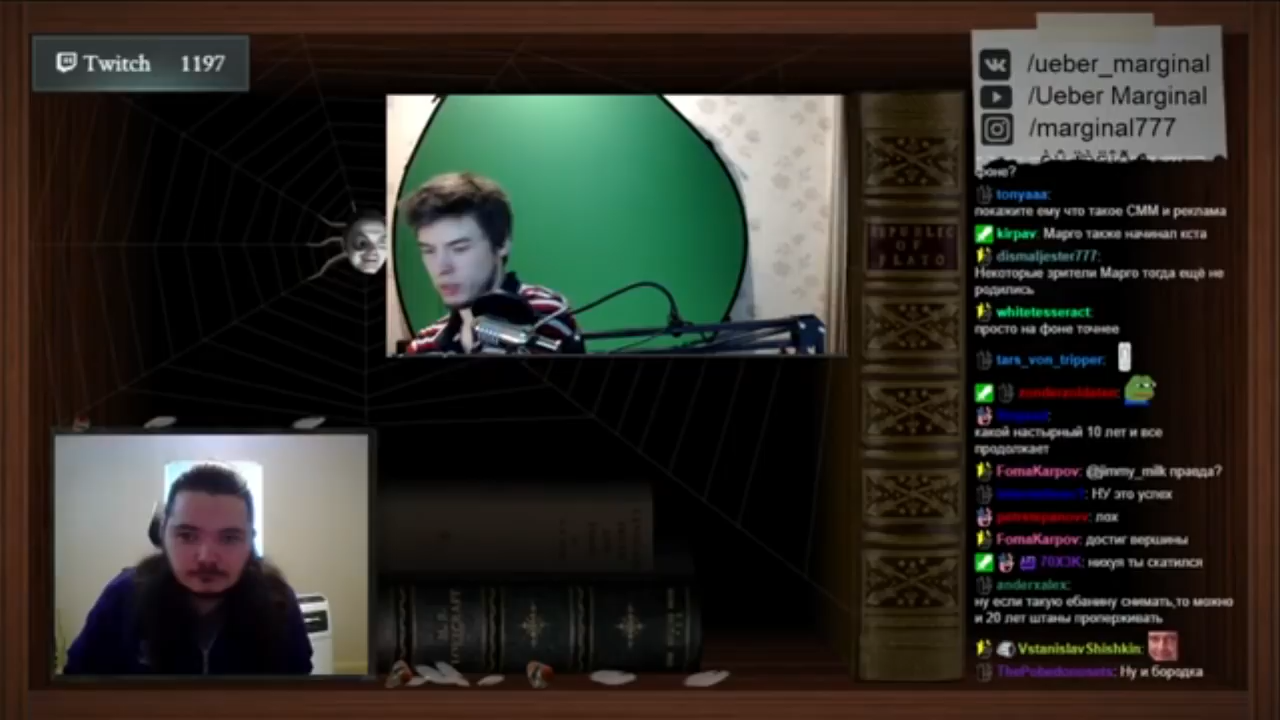 Twitch 1197
/ueber_marginal
/Ueber Marginal
/marginal777
фоне?
tonyaaa:
покажите ему что такое СММ и реклама
kirpav: Марго также начинал кста
dismaljester777:
Некоторые зрители Марго тогда ещё не
родились
whitetesseract:
просто на фоне точнее
tars_von_tripper:
какой настырный 10 лет и все
продолжает
FomaKarpov: @jimmy_milk правда?
НУ это успех
лох
FomaKarpov: достиг вершины
70X3K: нихуя ты скатился
anderxalex:
ну если такую ебанину снимать,то можно
и 20 лет штаны проперживать
VstanislavShishkin:
ThePobedonosets: Ну и бородка
REPUBLIC
OF
PLATO